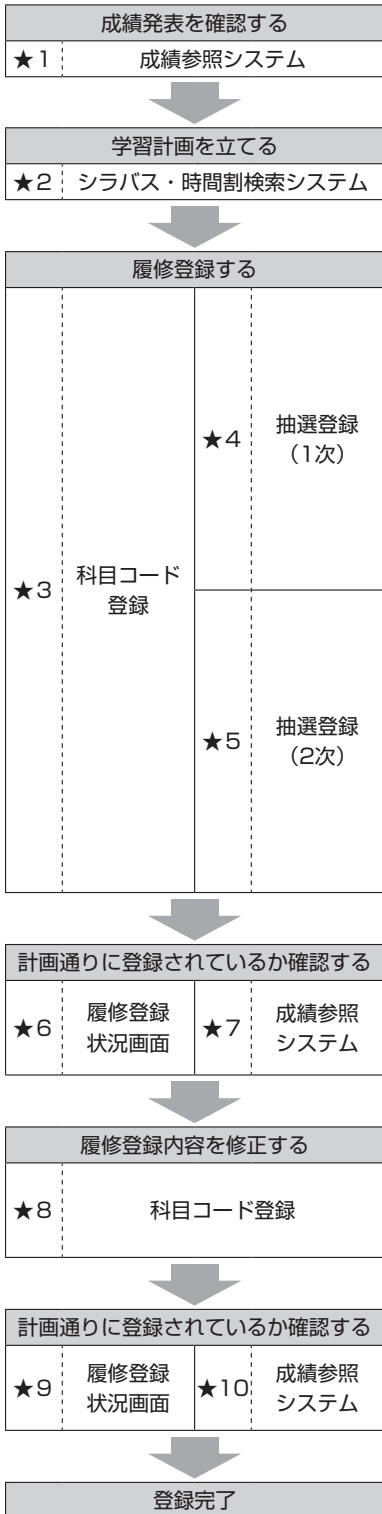 成績発表を確認する
★1 成績参照システム
学習計画を立てる
★2 シラバス・時間割検索システム
履修登録する
★3 科目コード
登録
★4 抽選登録
(1次)
★5 抽選登録
(2次)
計画通りに登録されているか確認する
★6 履修登録
状況画面
★7 成績参照
システム
履修登録内容を修正する
★8 科目コード登録
計画通りに登録されているか確認する
★9 履修登録
状況画面
★10 成績参照
システム
登録完了